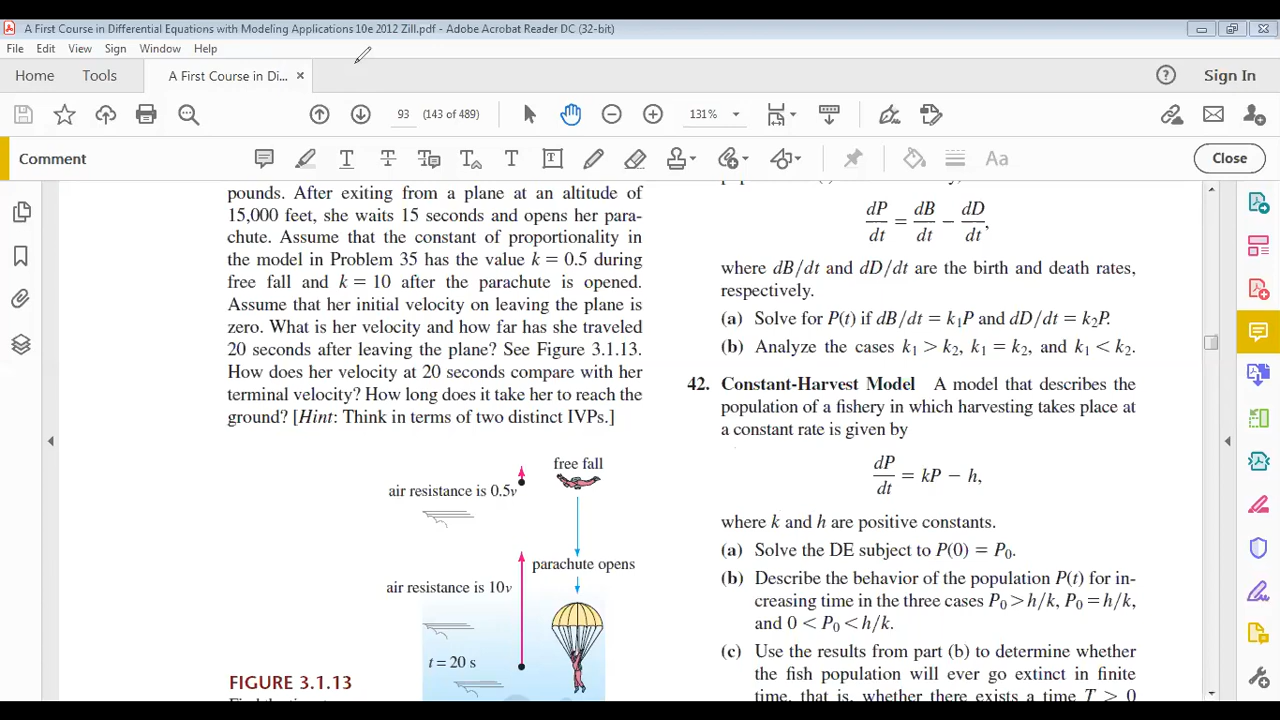 A First Course in Differential Equations with Modeling Applications 10e 2012 Zill.pdf - Adobe Acrobat Reader DC (32-bit)
File Edit View Sign Window Help
Home Tools A First Course in Di... × Sign In
93 (143 of 489) 131%
Comment Close
pounds. After exiting from a plane at an altitude of
15,000 feet, she waits 15 seconds and opens her para-
chute. Assume that the constant of proportionality in
the model in Problem 35 has the value k = 0.5 during
free fall and k = 10 after the parachute is opened.
Assume that her initial velocity on leaving the plane is
zero. What is her velocity and how far has she traveled
20 seconds after leaving the plane? See Figure 3.1.13.
How does her velocity at 20 seconds compare with her
terminal velocity? How long does it take her to reach the
ground? [Hint: Think in terms of two distinct IVPs.]
free fall
air resistance is 0.5v
parachute opens
air resistance is 10v
t = 20 s
FIGURE 3.1.13
dP/dt = dB/dt − dD/dt,
where dB/dt and dD/dt are the birth and death rates,
respectively.
(a) Solve for P(t) if dB/dt = k₁P and dD/dt = k₂P.
(b) Analyze the cases k₁ > k₂, k₁ = k₂, and k₁ < k₂.
42. Constant-Harvest Model A model that describes the
population of a fishery in which harvesting takes place at
a constant rate is given by
dP/dt = kP − h,
where k and h are positive constants.
(a) Solve the DE subject to P(0) = P₀.
(b) Describe the behavior of the population P(t) for in-
creasing time in the three cases P₀ > h/k, P₀ = h/k,
and 0 < P₀ < h/k.
(c) Use the results from part (b) to determine whether
the fish population will ever go extinct in finite
time, that is, whether there exists a time T > 0